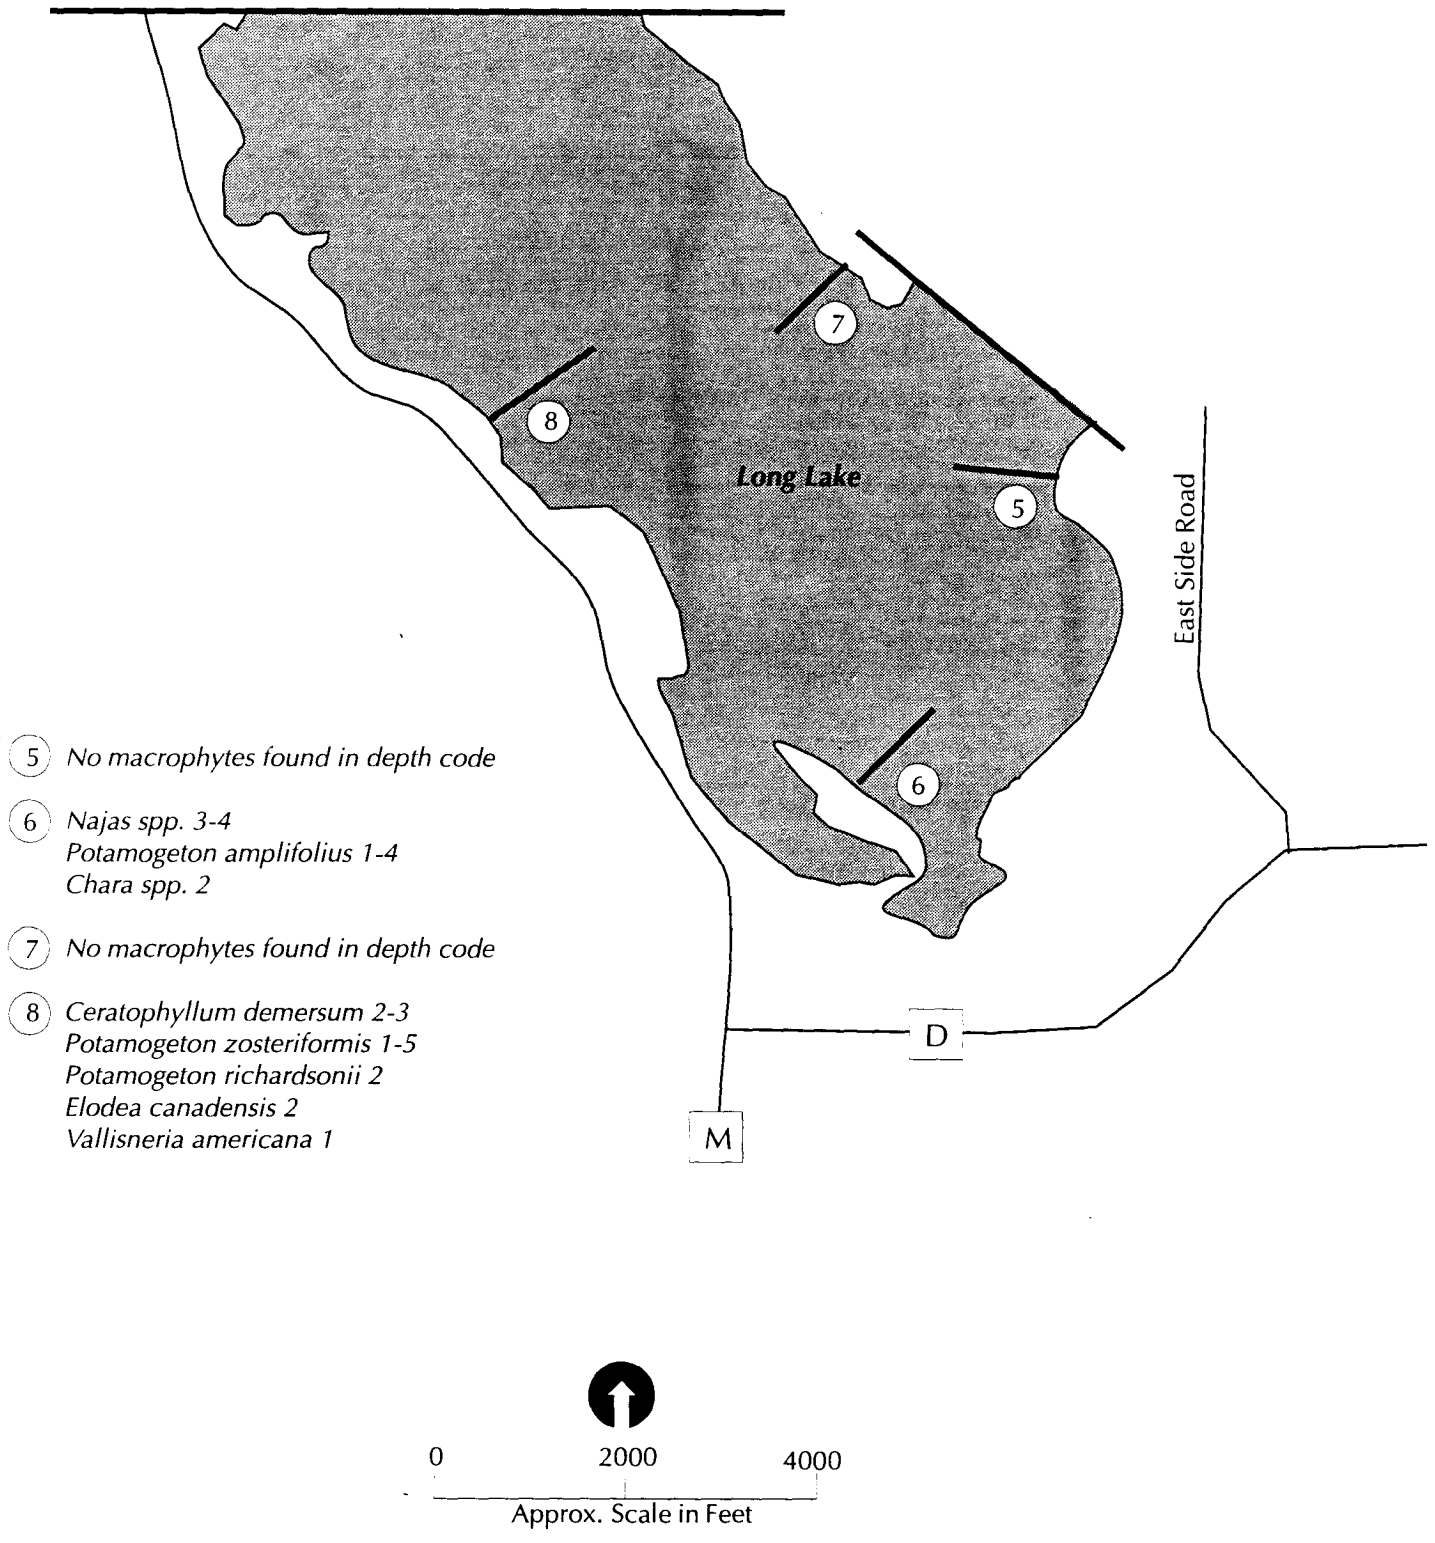 7
8
Long Lake
5
East Side Road
6
5 No macrophytes found in depth code
6 Najas spp. 3-4
Potamogeton amplifolius 1-4
Chara spp. 2
7 No macrophytes found in depth code
8 Ceratophyllum demersum 2-3
Potamogeton zosteriformis 1-5
Potamogeton richardsonii 2
Elodea canadensis 2
Vallisneria americana 1
D
M
0 2000 4000
Approx. Scale in Feet